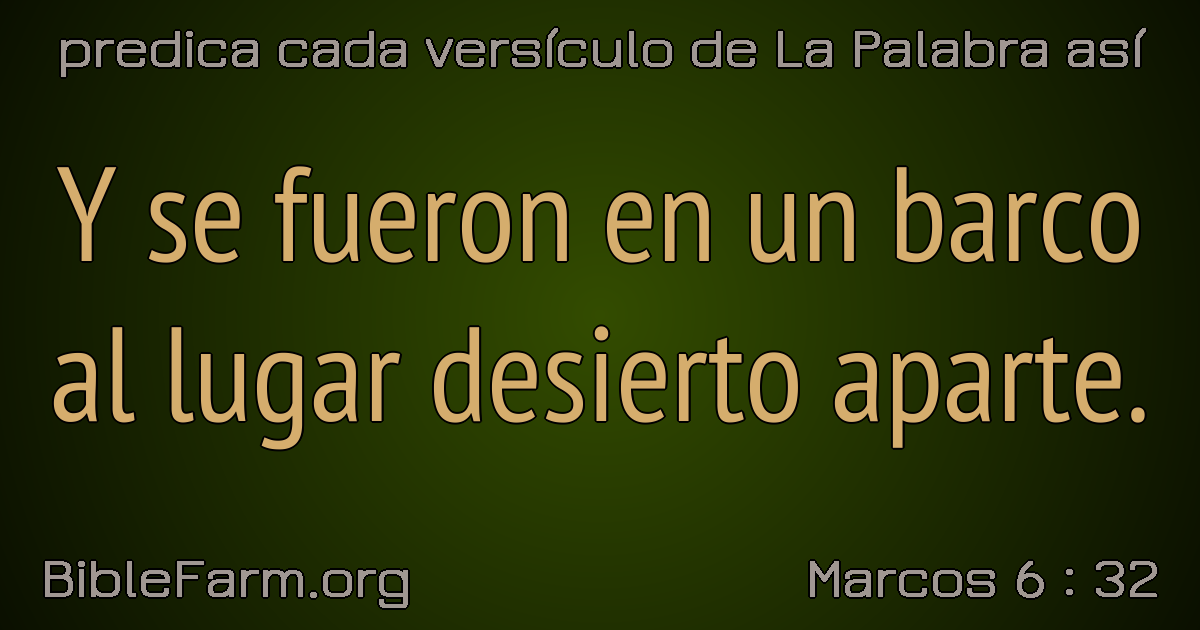 predica cada versículo de La Palabra así
Y se fueron en un barco
al lugar desierto aparte.
BibleFarm.org
Marcos 6 : 32